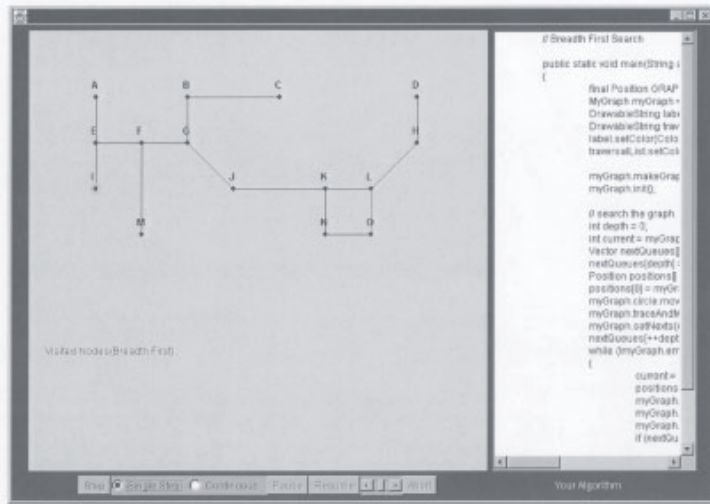 A B C D
E F G H
I J K L
M N O
Visited Nodes(Breadth First):
// Breadth First Search
public static void main(String a
{
final Position GRAP
MyGraph myGraph =
DrawableString labe
DrawableString trav
label.setColor(Colo
traversalList.setColo
myGraph.makeGrap
myGraph.init();
// search the graph
int depth = 0;
int current = myGrap
Vector nextQueues[]
nextQueues[depth] =
Position positions[]
positions[0] = myGra
myGraph.circle.mov
myGraph.traceAndM
myGraph.setNexts(c
nextQueues[++dept
while (!myGraph.em
{
current =
positions
myGraph.
myGraph.
myGraph.
if (nextQu
Step Single Step Continuous Pause Resume Abort
Your Algorithm